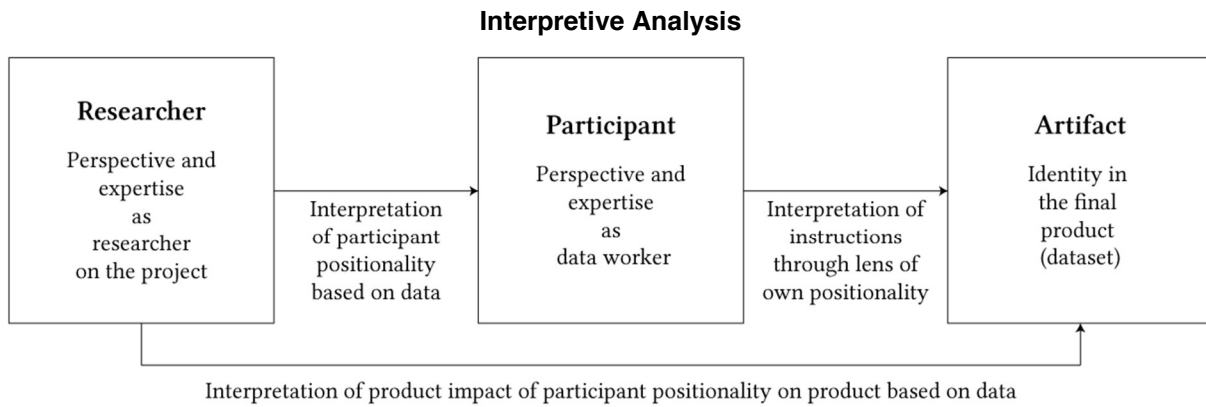 Interpretive Analysis
Researcher
Perspective and
expertise
as
researcher
on the project
Interpretation
of participant
positionality
based on data
Participant
Perspective and
expertise
as
data worker
Interpretation of
instructions
through lens of
own positionality
Artifact
Identity in
the final
product
(dataset)
Interpretation of product impact of participant positionality on product based on data